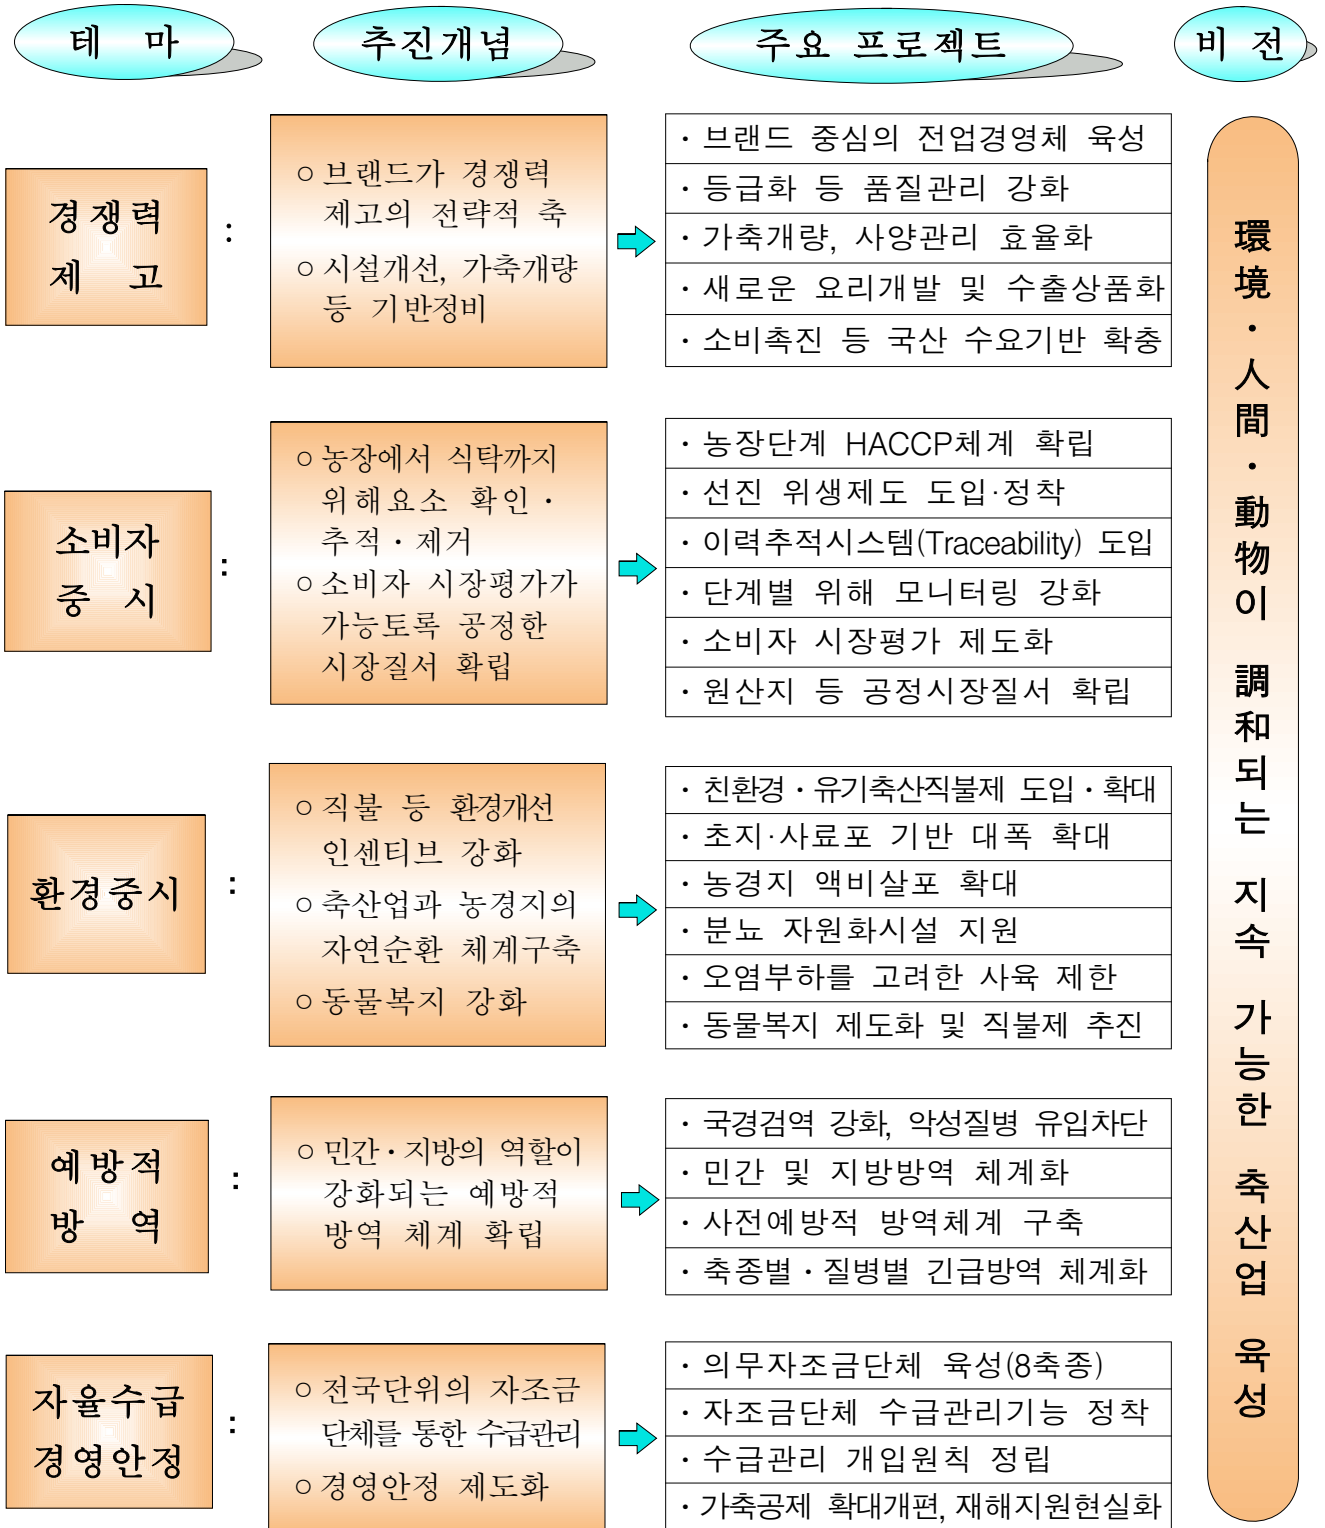 테 마
추진개념
주요 프로젝트
비 전
경쟁력
제 고
:
○ 브랜드가 경쟁력
제고의 전략적 축
○ 시설개선, 가축개량
등 기반정비
· 브랜드 중심의 전업경영체 육성
· 등급화 등 품질관리 강화
· 가축개량, 사양관리 효율화
· 새로운 요리개발 및 수출상품화
· 소비촉진 등 국산 수요기반 확충
소비자
중 시
:
○ 농장에서 식탁까지
위해요소 확인·
추적·제거
○ 소비자 시장평가가
가능토록 공정한
시장질서 확립
· 농장단계 HACCP체계 확립
· 선진 위생제도 도입·정착
· 이력추적시스템(Traceability) 도입
· 단계별 위해 모니터링 강화
· 소비자 시장평가 제도화
· 원산지 등 공정시장질서 확립
환경중시
:
○ 직불 등 환경개선
인센티브 강화
○ 축산업과 농경지의
자연순환 체계구축
○ 동물복지 강화
· 친환경·유기축산직불제 도입·확대
· 초지·사료포 기반 대폭 확대
· 농경지 액비살포 확대
· 분뇨 자원화시설 지원
· 오염부하를 고려한 사육 제한
· 동물복지 제도화 및 직불제 추진
예방적
방 역
:
○ 민간·지방의 역할이
강화되는 예방적
방역 체계 확립
· 국경검역 강화, 악성질병 유입차단
· 민간 및 지방방역 체계화
· 사전예방적 방역체계 구축
· 축종별·질병별 긴급방역 체계화
자율수급
경영안정
:
○ 전국단위의 자조금
단체를 통한 수급관리
○ 경영안정 제도화
· 의무자조금단체 육성(8축종)
· 자조금단체 수급관리기능 정착
· 수급관리 개입원칙 정립
· 가축공제 확대개편, 재해지원현실화
環境·人間·動物이 調和되는 지속 가능한 축산업 육성